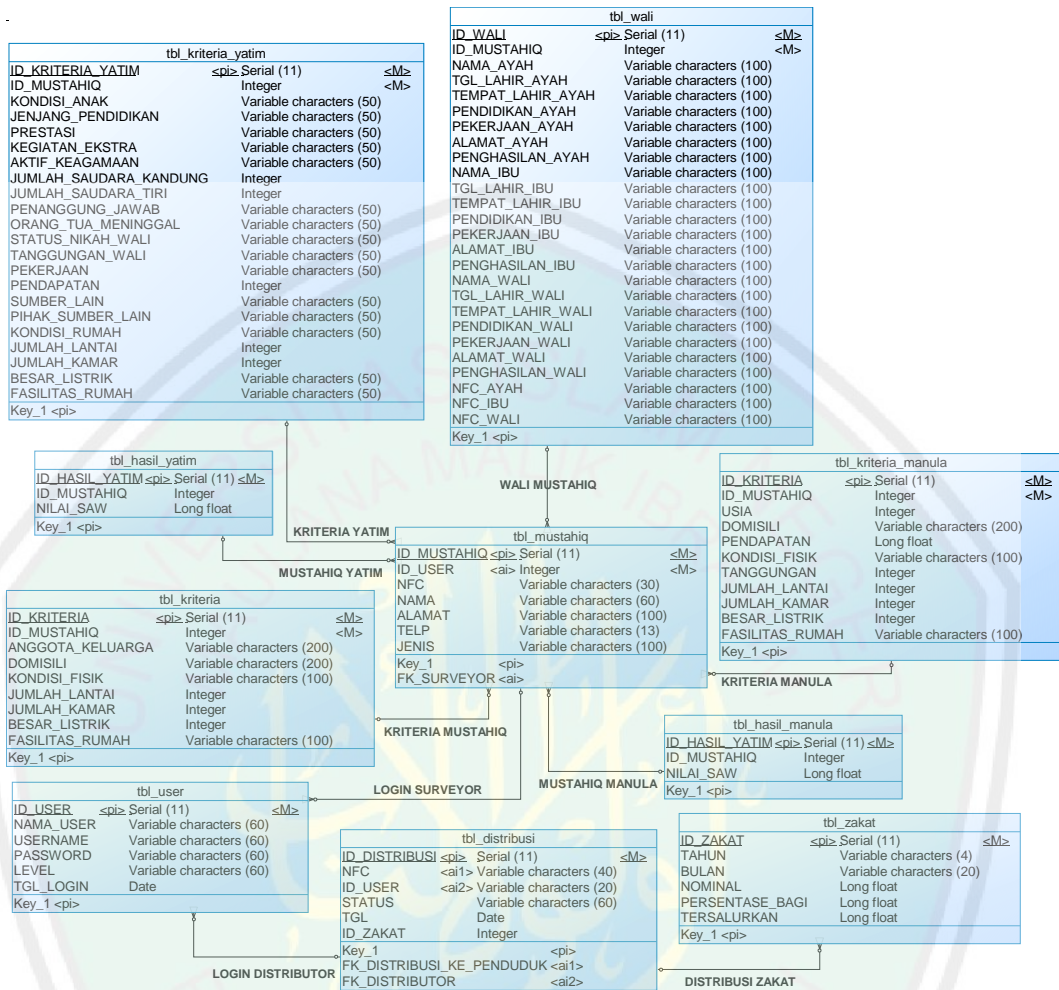 tbl_kriteria_yatim
ID_KRITERIA_YATIM <pi> Serial (11) <M>
ID_MUSTAHIQ Integer <M>
KONDISI_ANAK Variable characters (50)
JENJANG_PENDIDIKAN Variable characters (50)
PRESTASI Variable characters (50)
KEGIATAN_EKSTRA Variable characters (50)
AKTIF_KEAGAMAAN Variable characters (50)
JUMLAH_SAUDARA_KANDUNG Integer
JUMLAH_SAUDARA_TIRI Integer
PENANGGUNG_JAWAB Variable characters (50)
ORANG_TUA_MENINGGAL Variable characters (50)
STATUS_NIKAH_WALI Variable characters (50)
TANGGUNGAN_WALI Variable characters (50)
PEKERJAAN Variable characters (50)
PENDAPATAN Integer
SUMBER_LAIN Variable characters (50)
PIHAK_SUMBER_LAIN Variable characters (50)
KONDISI_RUMAH Variable characters (50)
JUMLAH_LANTAI Integer
JUMLAH_KAMAR Integer
BESAR_LISTRIK Variable characters (50)
FASILITAS_RUMAH Variable characters (50)
Key_1 <pi>
tbl_wali
ID_WALI <pi> Serial (11) <M>
ID_MUSTAHIQ Integer <M>
NAMA_AYAH Variable characters (100)
TGL_LAHIR_AYAH Variable characters (100)
TEMPAT_LAHIR_AYAH Variable characters (100)
PENDIDIKAN_AYAH Variable characters (100)
PEKERJAAN_AYAH Variable characters (100)
ALAMAT_AYAH Variable characters (100)
PENGHASILAN_AYAH Variable characters (100)
NAMA_IBU Variable characters (100)
TGL_LAHIR_IBU Variable characters (100)
TEMPAT_LAHIR_IBU Variable characters (100)
PENDIDIKAN_IBU Variable characters (100)
PEKERJAAN_IBU Variable characters (100)
ALAMAT_IBU Variable characters (100)
PENGHASILAN_IBU Variable characters (100)
NAMA_WALI Variable characters (100)
TGL_LAHIR_WALI Variable characters (100)
TEMPAT_LAHIR_WALI Variable characters (100)
PENDIDIKAN_WALI Variable characters (100)
PEKERJAAN_WALI Variable characters (100)
ALAMAT_WALI Variable characters (100)
PENGHASILAN_WALI Variable characters (100)
NFC_AYAH Variable characters (100)
NFC_IBU Variable characters (100)
NFC_WALI Variable characters (100)
Key_1 <pi>
tbl_hasil_yatim
ID_HASIL_YATIM <pi> Serial (11) <M>
ID_MUSTAHIQ Integer
NILAI_SAW Long float
Key_1 <pi>
WALI MUSTAHIQ
KRITERIA YATIM
MUSTAHIQ YATIM
tbl_kriteria_manula
ID_KRITERIA <pi> Serial (11) <M>
ID_MUSTAHIQ Integer <M>
USIA Integer
DOMISILI Variable characters (200)
PENDAPATAN Long float
KONDISI_FISIK Variable characters (100)
TANGGUNGAN Integer
JUMLAH_LANTAI Integer
JUMLAH_KAMAR Integer
BESAR_LISTRIK Integer
FASILITAS_RUMAH Variable characters (100)
Key_1 <pi>
tbl_mustahiq
ID_MUSTAHIQ <pi> Serial (11) <M>
ID_USER <ai> Integer <M>
NFC Variable characters (30)
NAMA Variable characters (60)
ALAMAT Variable characters (100)
TELP Variable characters (13)
JENIS Variable characters (100)
Key_1 <pi>
FK_SURVEYOR <ai>
KRITERIA MANULA
tbl_kriteria
ID_KRITERIA <pi> Serial (11) <M>
ID_MUSTAHIQ Integer <M>
ANGGOTA_KELUARGA Variable characters (200)
DOMISILI Variable characters (200)
KONDISI_FISIK Variable characters (100)
JUMLAH_LANTAI Integer
JUMLAH_KAMAR Integer
BESAR_LISTRIK Integer
FASILITAS_RUMAH Variable characters (100)
Key_1 <pi>
KRITERIA MUSTAHIQ
tbl_hasil_manula
ID_HASIL_YATIM <pi> Serial (11) <M>
ID_MUSTAHIQ Integer
NILAI_SAW Long float
Key_1 <pi>
LOGIN SURVEYOR
MUSTAHIQ MANULA
tbl_user
ID_USER <pi> Serial (11) <M>
NAMA_USER Variable characters (60)
USERNAME Variable characters (60)
PASSWORD Variable characters (60)
LEVEL Variable characters (60)
TGL_LOGIN Date
Key_1 <pi>
tbl_distribusi
ID_DISTRIBUSI <pi> Serial (11) <M>
NFC <ai1> Variable characters (40)
ID_USER <ai2> Variable characters (20)
STATUS Variable characters (60)
TGL Date
ID_ZAKAT Integer
Key_1 <pi>
FK_DISTRIBUSI_KE_PENDUDUK <ai1>
FK_DISTRIBUTOR <ai2>
tbl_zakat
ID_ZAKAT <pi> Serial (11) <M>
TAHUN Variable characters (4)
BULAN Variable characters (20)
NOMINAL Long float
PERSENTASE_BAGI Long float
TERSALURKAN Long float
Key_1 <pi>
LOGIN DISTRIBUTOR
DISTRIBUSI ZAKAT